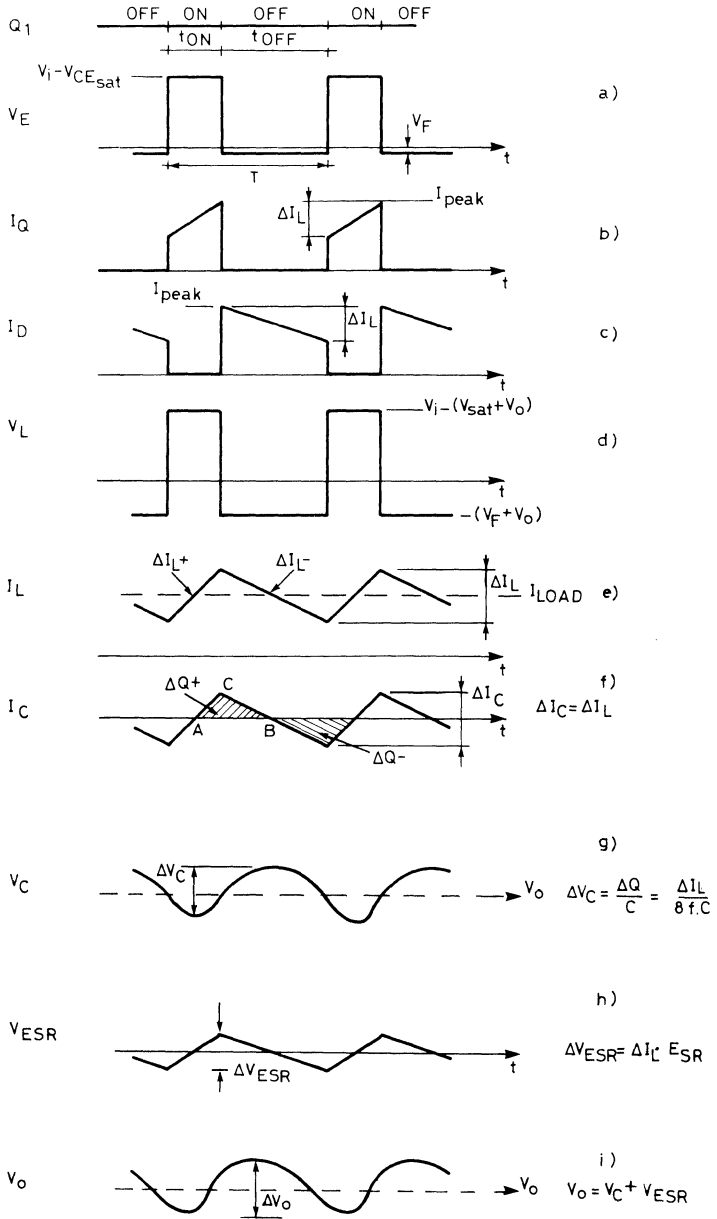 OFF ON OFF ON OFF
Q1
tON tOFF
Vi-VCEsat
a)
VE
VF
t
T
Ipeak
IQ
ΔIL
b)
t
Ipeak
ID
ΔIL
c)
t
Vi-(Vsat+Vo)
VL
d)
t
-(VF+Vo)
ΔIL+ ΔIL-
IL
ΔIL
ILOAD e)
t
f)
ΔQ+ C
IC
ΔIC
ΔIC=ΔIL
A B t
ΔQ-
g)
ΔVC
VC
Vo ΔVC = ΔQ/C = ΔIL/8 f.C
h)
VESR
t
ΔVESR= ΔIL· ESR
ΔVESR
i)
Vo
Vo Vo = VC + VESR
ΔVo